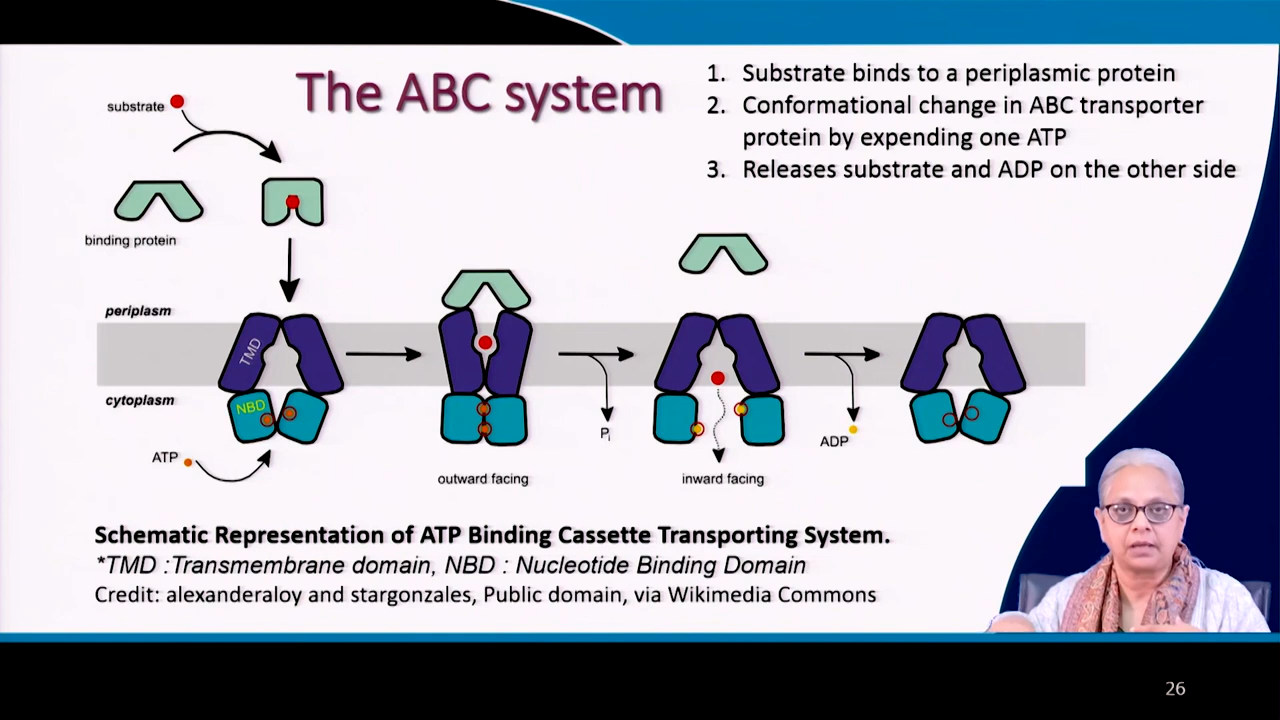 The ABC system
1. Substrate binds to a periplasmic protein
2. Conformational change in ABC transporter
protein by expending one ATP
3. Releases substrate and ADP on the other side
substrate
binding protein
periplasm
TMD
cytoplasm
NBD
ATP
outward facing
Pi
inward facing
ADP
Schematic Representation of ATP Binding Cassette Transporting System.
*TMD :Transmembrane domain, NBD : Nucleotide Binding Domain
Credit: alexanderaloy and stargonzales, Public domain, via Wikimedia Commons
26